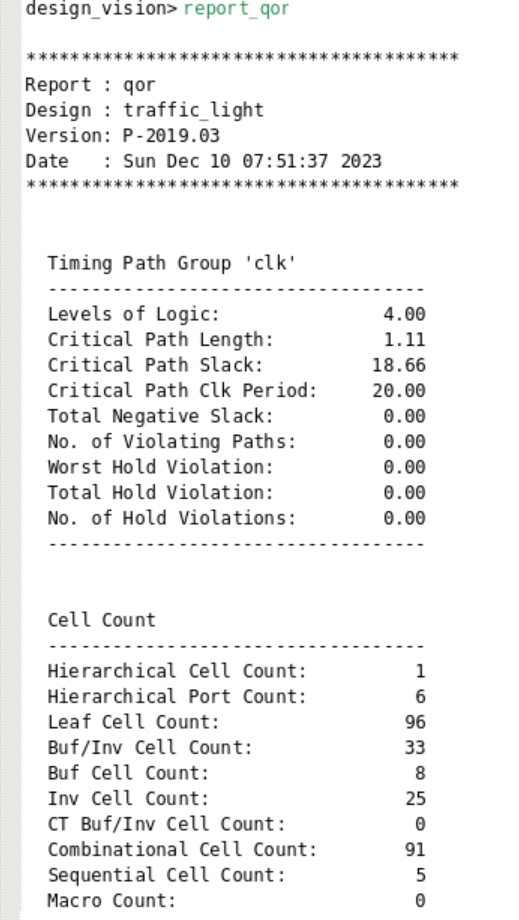 design_vision> report_qor
****************************************
Report : qor
Design : traffic_light
Version: P-2019.03
Date   : Sun Dec 10 07:51:37 2023
****************************************
Timing Path Group 'clk'
-----------------------------------
Levels of Logic:               4.00
Critical Path Length:          1.11
Critical Path Slack:          18.66
Critical Path Clk Period:     20.00
Total Negative Slack:          0.00
No. of Violating Paths:        0.00
Worst Hold Violation:          0.00
Total Hold Violation:          0.00
No. of Hold Violations:        0.00
-----------------------------------
Cell Count
-----------------------------------
Hierarchical Cell Count:          1
Hierarchical Port Count:          6
Leaf Cell Count:                 96
Buf/Inv Cell Count:              33
Buf Cell Count:                   8
Inv Cell Count:                  25
CT Buf/Inv Cell Count:            0
Combinational Cell Count:        91
Sequential Cell Count:            5
Macro Count:                      0